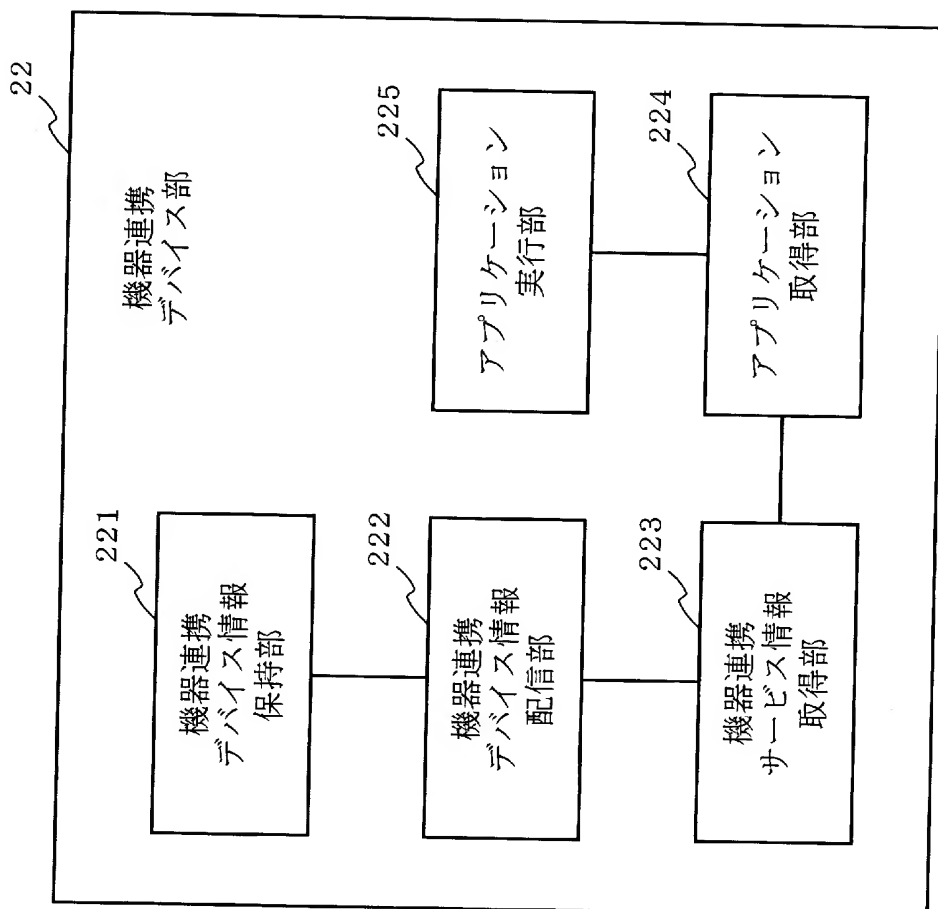 22
機器連携
デバイス部
221
機器連携
デバイス情報
保持部
222
機器連携
デバイス情報
配信部
223
機器連携
サービス情報
取得部
225
アプリケーション
実行部
224
アプリケーション
取得部